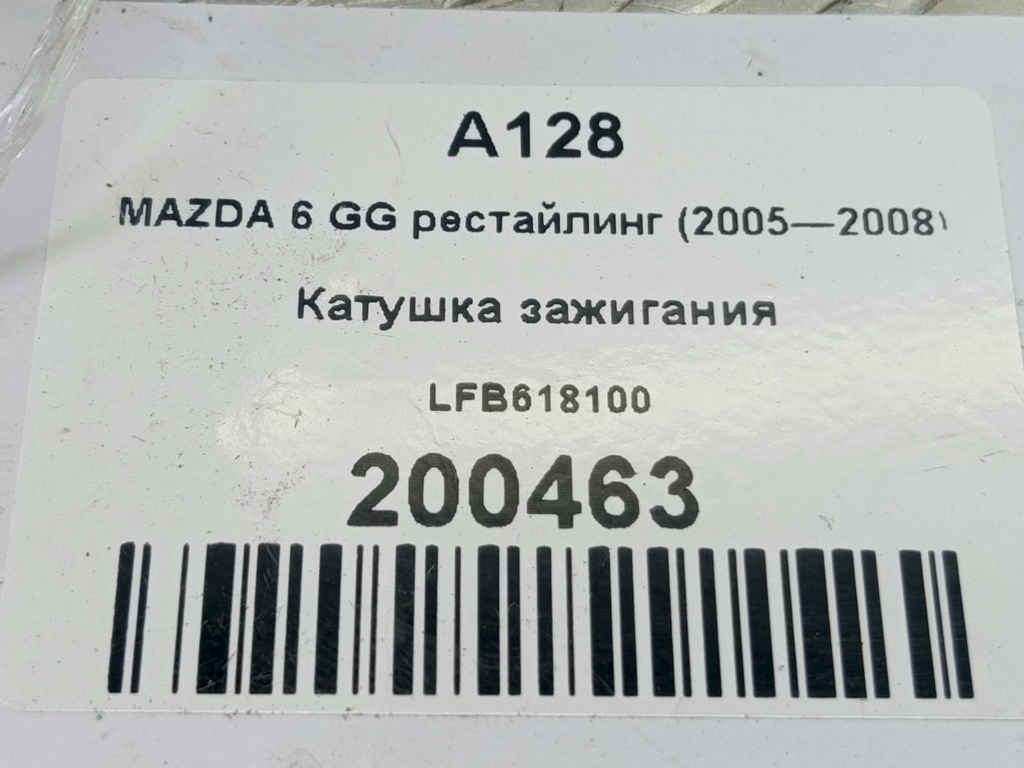 A128
MAZDA 6 GG рестайлинг (2005—2008)
Катушка зажигания
LFB618100
200463